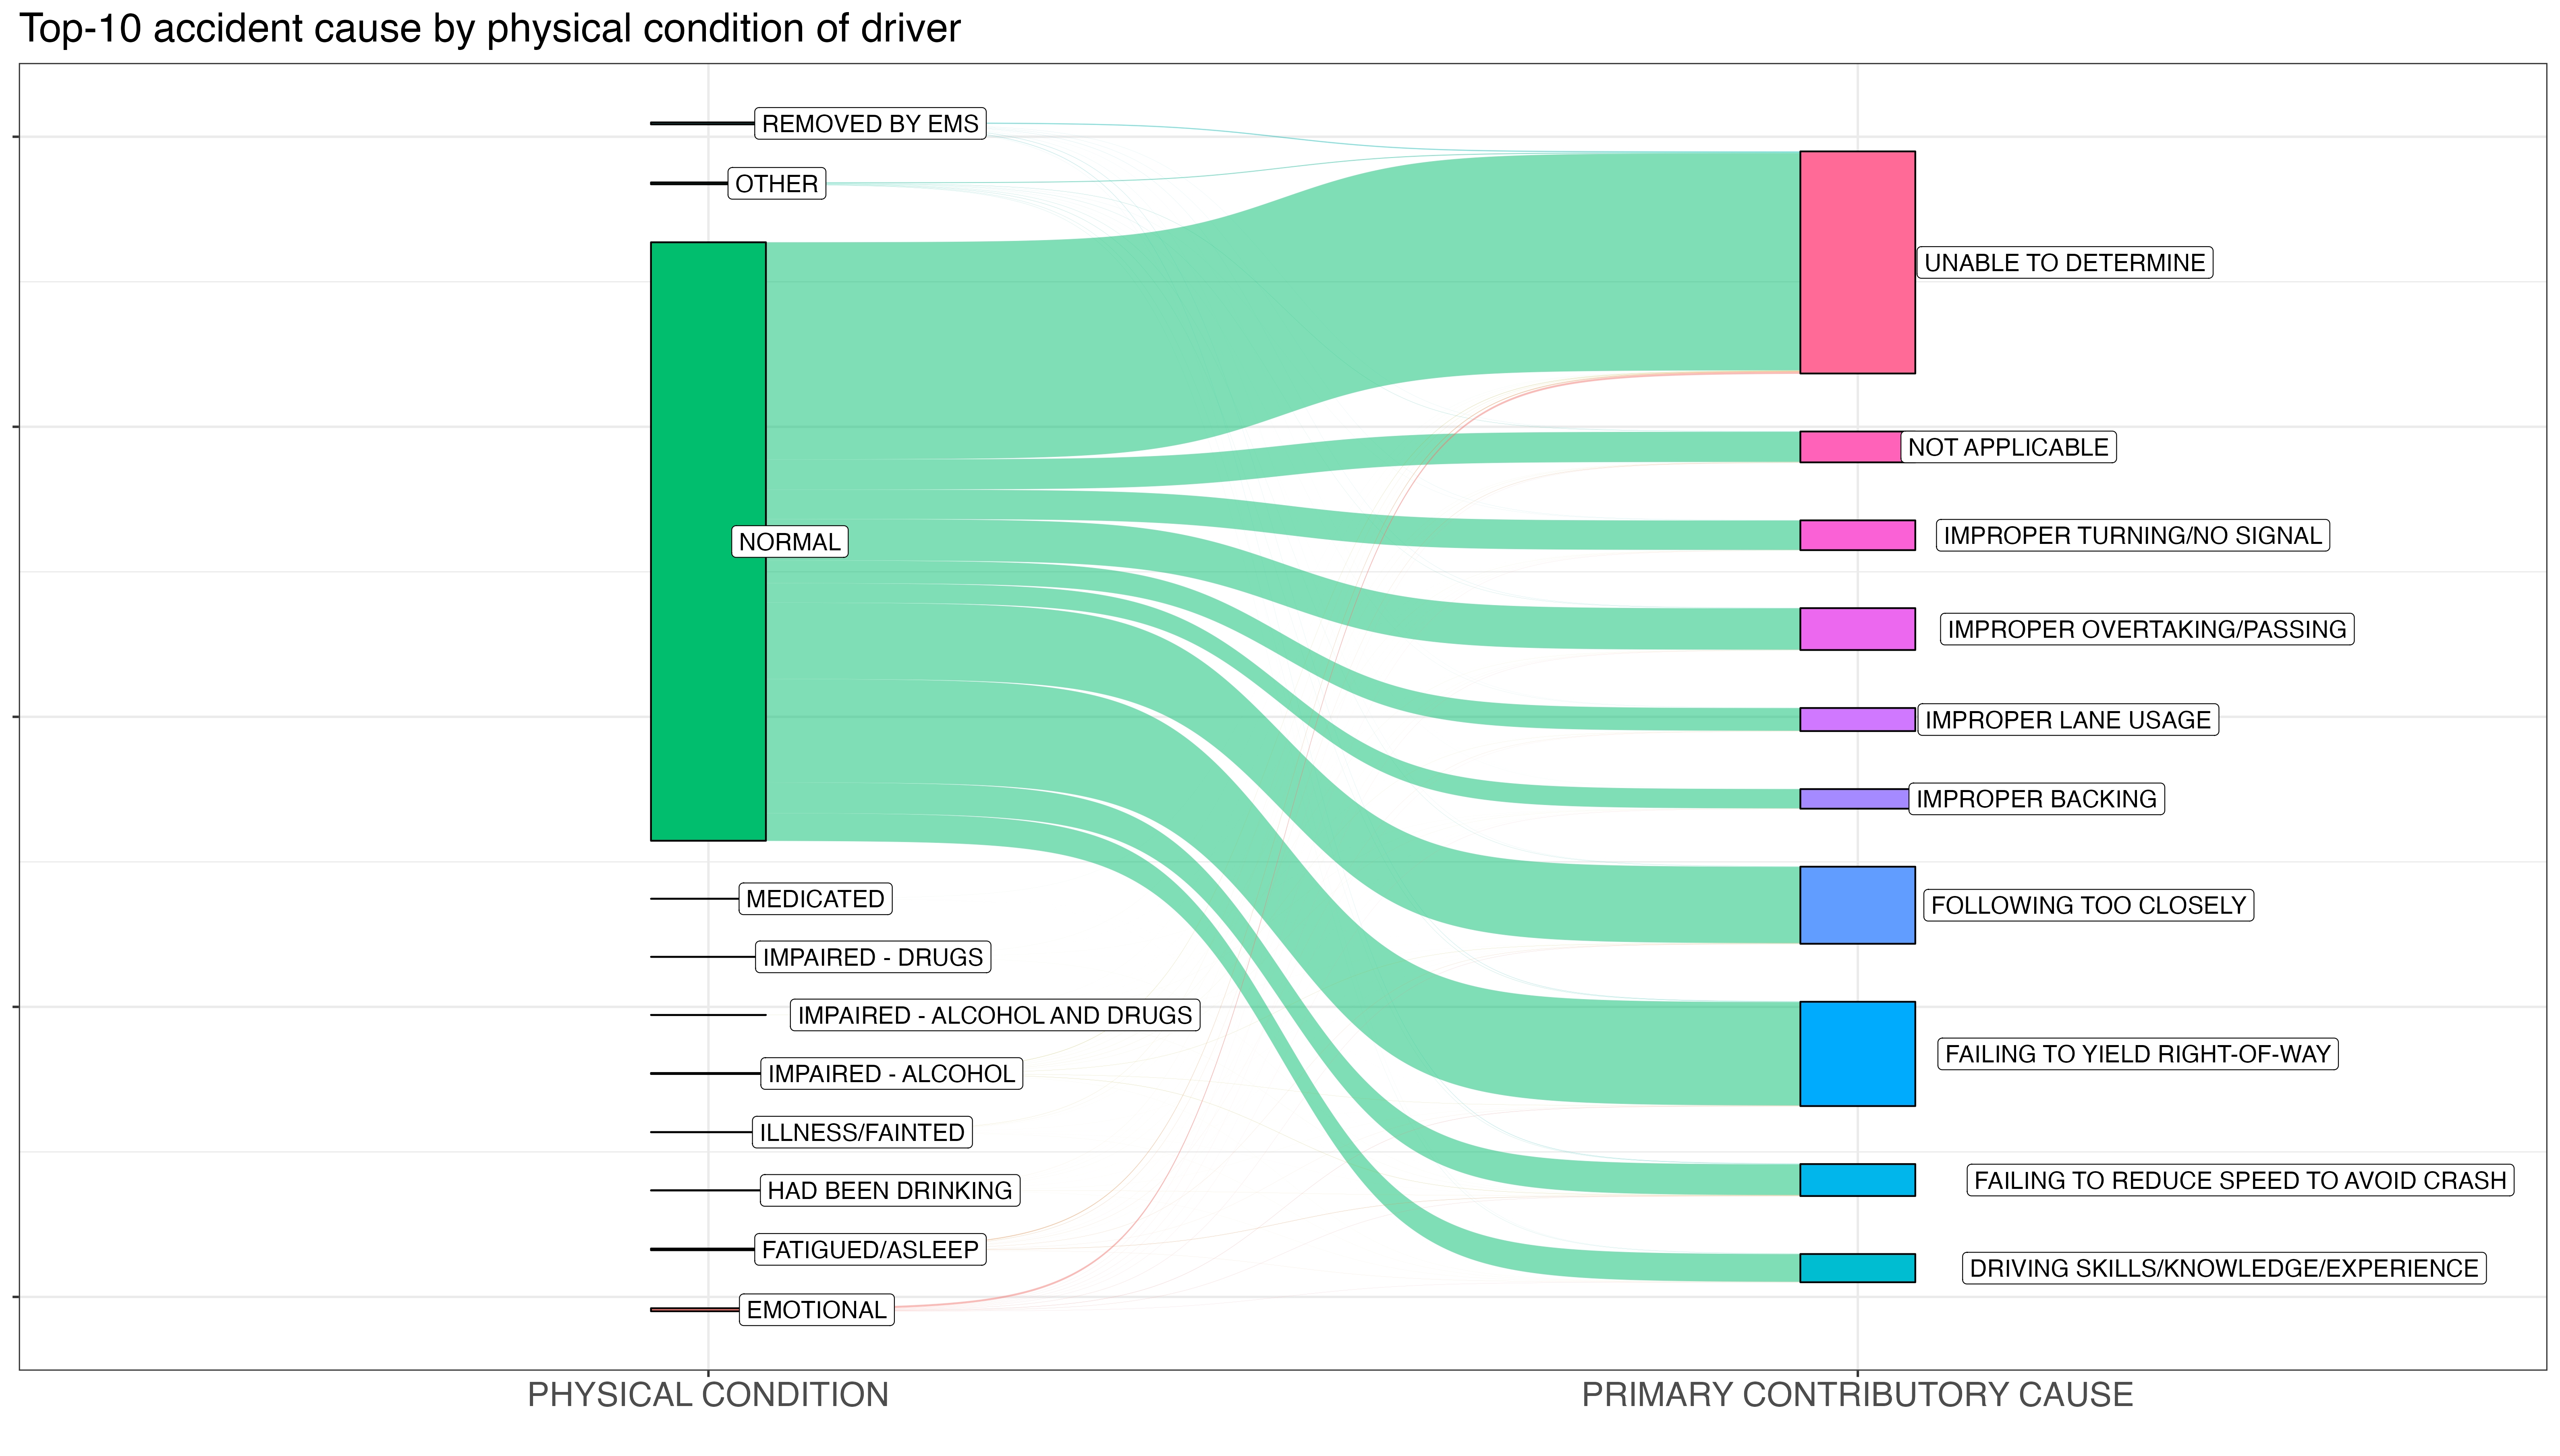 Top-10 accident cause by physical condition of driver
REMOVED BY EMS
OTHER
NORMAL
MEDICATED
IMPAIRED - DRUGS
IMPAIRED - ALCOHOL AND DRUGS
IMPAIRED - ALCOHOL
ILLNESS/FAINTED
HAD BEEN DRINKING
FATIGUED/ASLEEP
EMOTIONAL
UNABLE TO DETERMINE
NOT APPLICABLE
IMPROPER TURNING/NO SIGNAL
IMPROPER OVERTAKING/PASSING
IMPROPER LANE USAGE
IMPROPER BACKING
FOLLOWING TOO CLOSELY
FAILING TO YIELD RIGHT-OF-WAY
FAILING TO REDUCE SPEED TO AVOID CRASH
DRIVING SKILLS/KNOWLEDGE/EXPERIENCE
PHYSICAL CONDITION
PRIMARY CONTRIBUTORY CAUSE